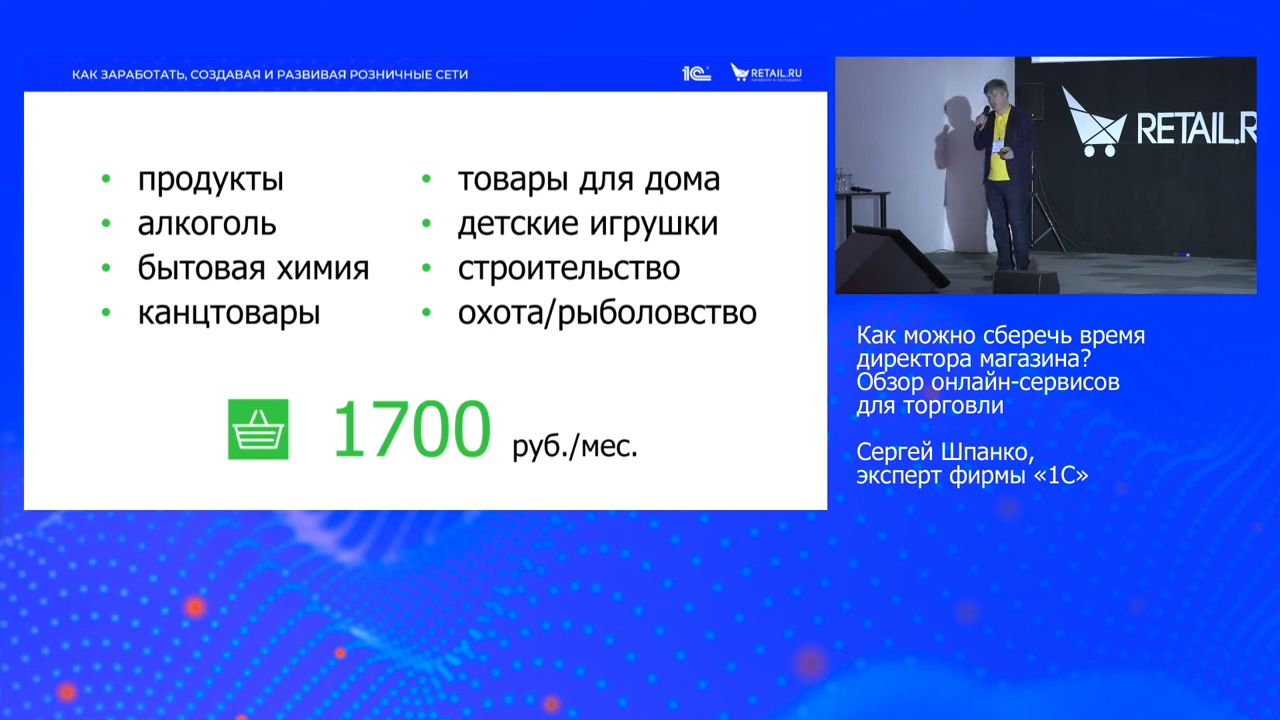 КАК ЗАРАБОТАТЬ, СОЗДАВАЯ И РАЗВИВАЯ РОЗНИЧНЫЕ СЕТИ
1С
RETAIL.RU
• продукты
• алкоголь
• бытовая химия
• канцтовары
• товары для дома
• детские игрушки
• строительство
• охота/рыболовство
1700 руб./мес.
RETAIL.R
Как можно сберечь время
директора магазина?
Обзор онлайн-сервисов
для торговли
Сергей Шпанко,
эксперт фирмы «1С»